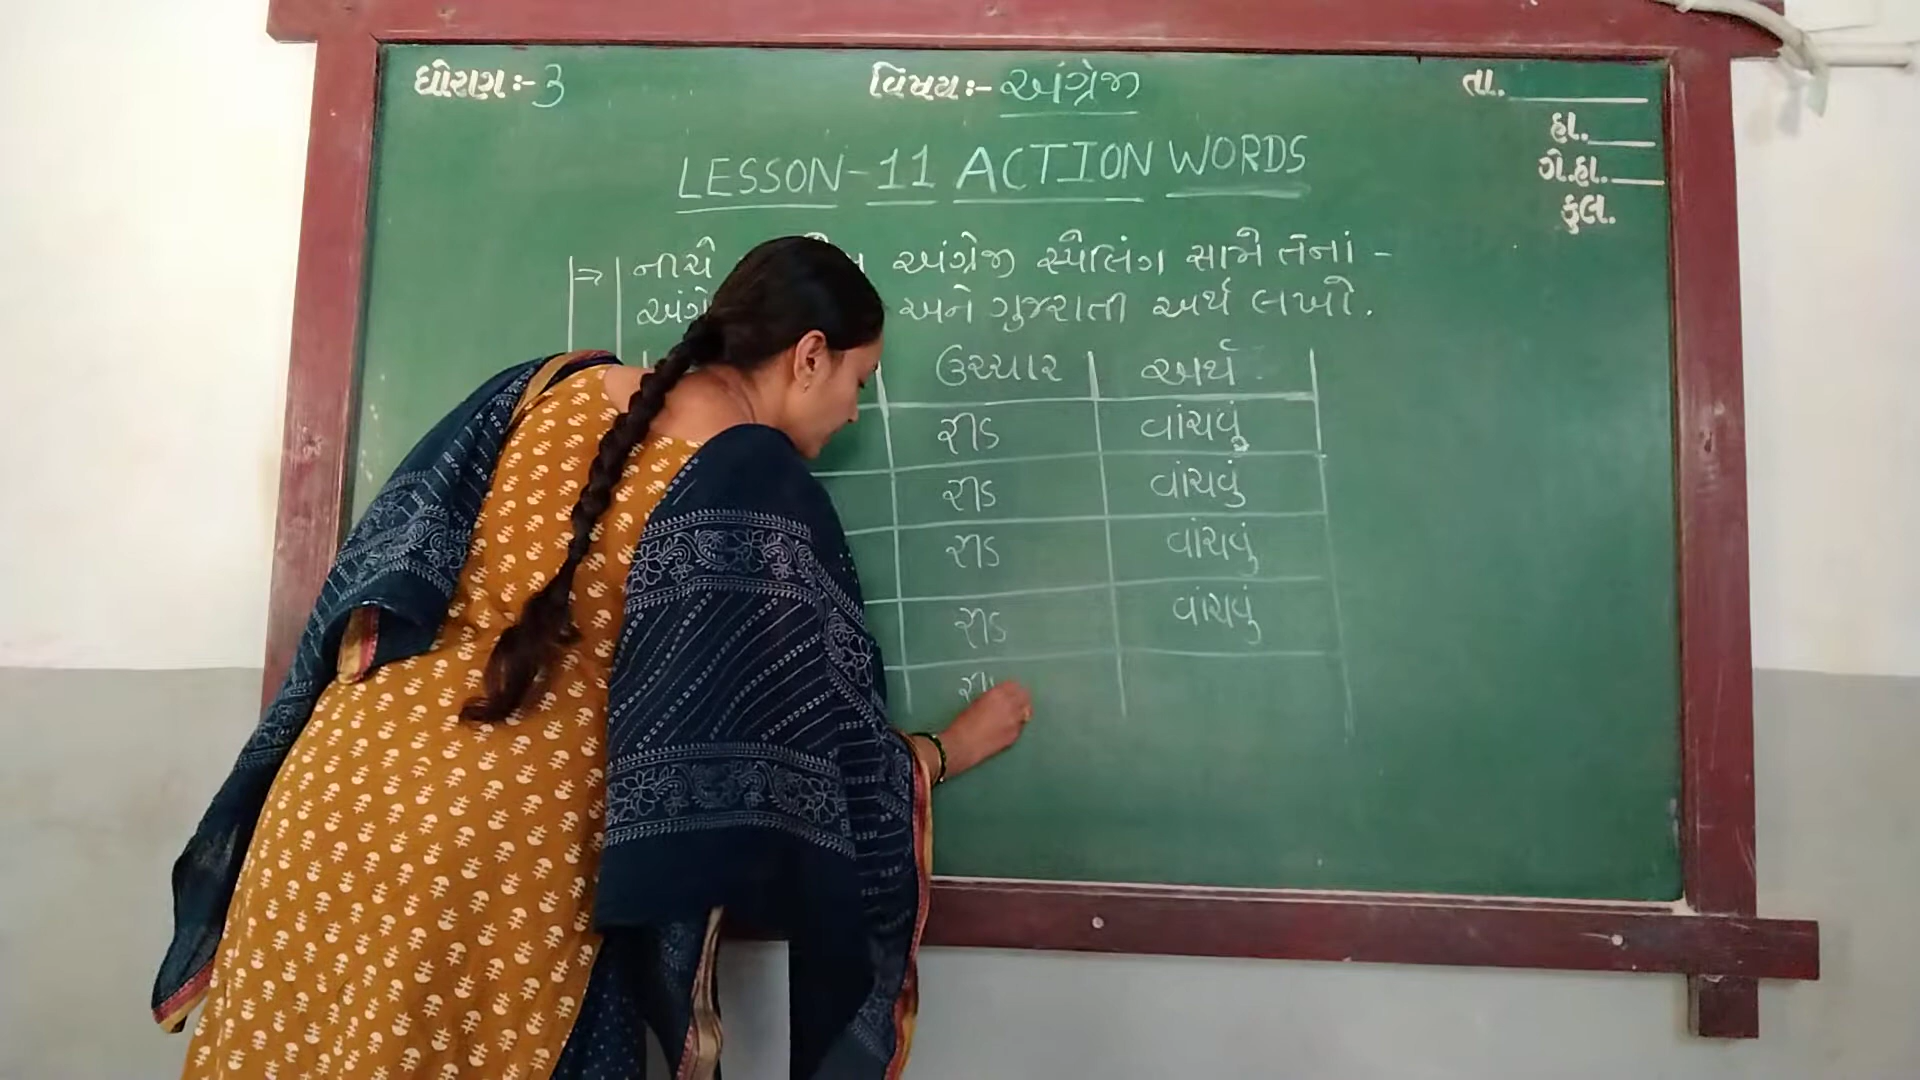 ધોરણઃ-3
વિષયઃ- અંગ્રેજી
તા.
હા.
ગે.હા.
કુલ.
LESSON-11 ACTION WORDS
⇒ નીચે અંગ્રેજી સ્પેલિંગ સામે તેનાં -
અને ગુજરાતી અર્થ લખો.
ઉચ્ચાર અર્થ
રીડ વાંચવું
રીડ વાંચવું
રીડ વાંચવું
રીડ વાંચવું